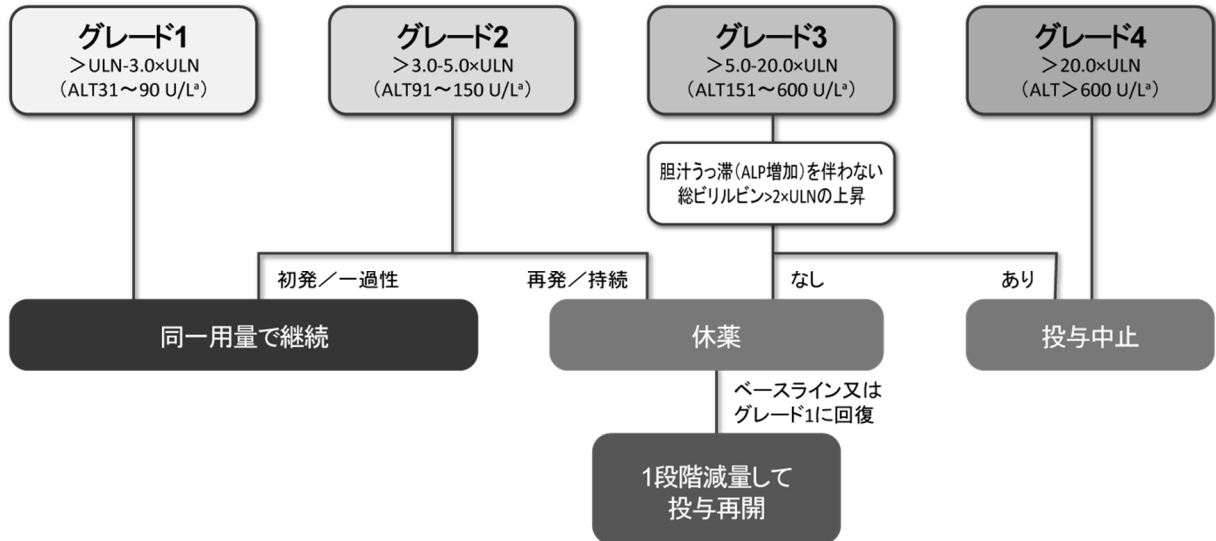 グレード1
＞ULN-3.0×ULN
（ALT31～90 U/Lª）
グレード2
＞3.0-5.0×ULN
（ALT91～150 U/Lª）
グレード3
＞5.0-20.0×ULN
（ALT151～600 U/Lª）
グレード4
＞20.0×ULN
（ALT＞600 U/Lª）
胆汁うっ滞（ALP増加）を伴わない
総ビリルビン>2×ULNの上昇
初発／一過性
再発／持続
なし
あり
同一用量で継続
休薬
投与中止
ベースライン又は
グレード1に回復
1段階減量して
投与再開